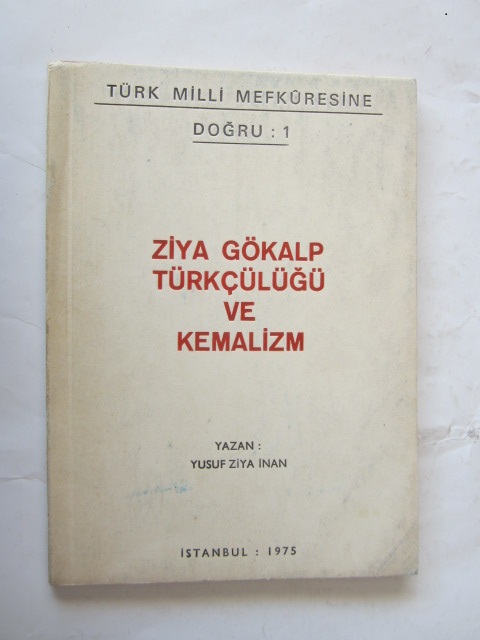 TÜRK MİLLİ MEFKÛRESİNE
DOĞRU : 1
ZİYA GÖKALP
TÜRKÇÜLÜĞÜ
VE
KEMALİZM
YAZAN :
YUSUF ZİYA İNAN
İSTANBUL : 1975